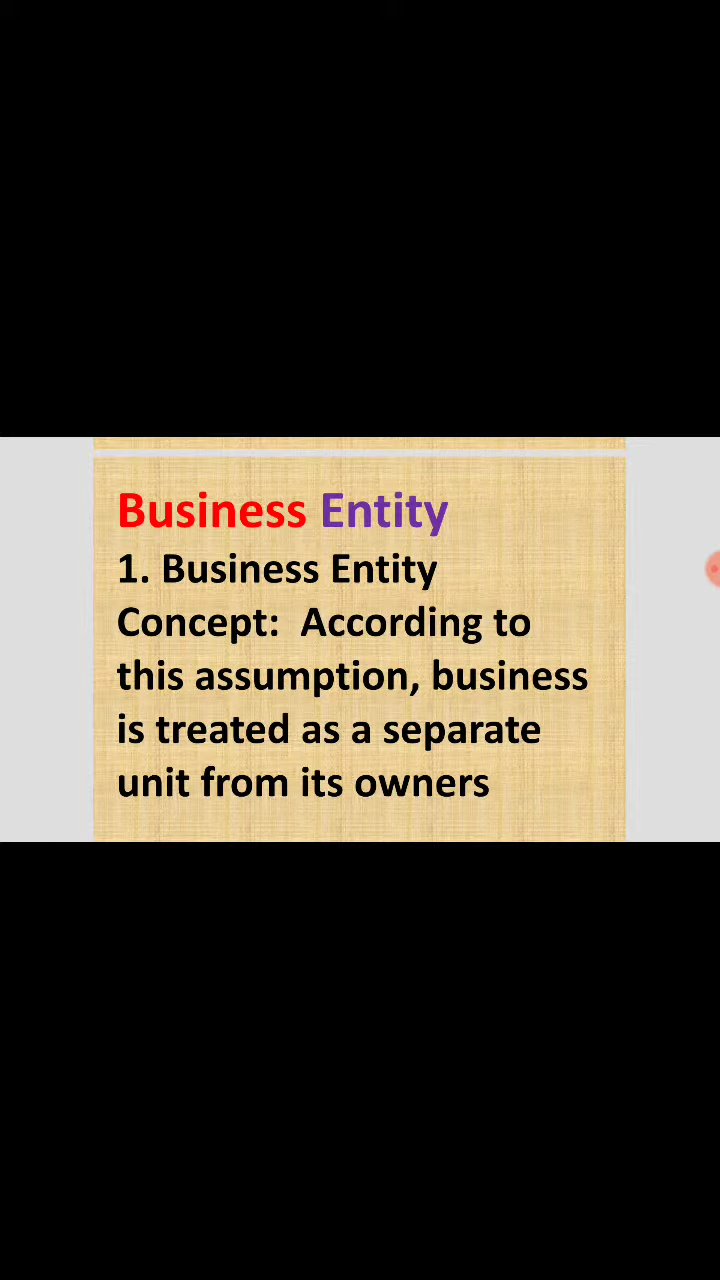 Business Entity
1. Business Entity
Concept: According to
this assumption, business
is treated as a separate
unit from its owners